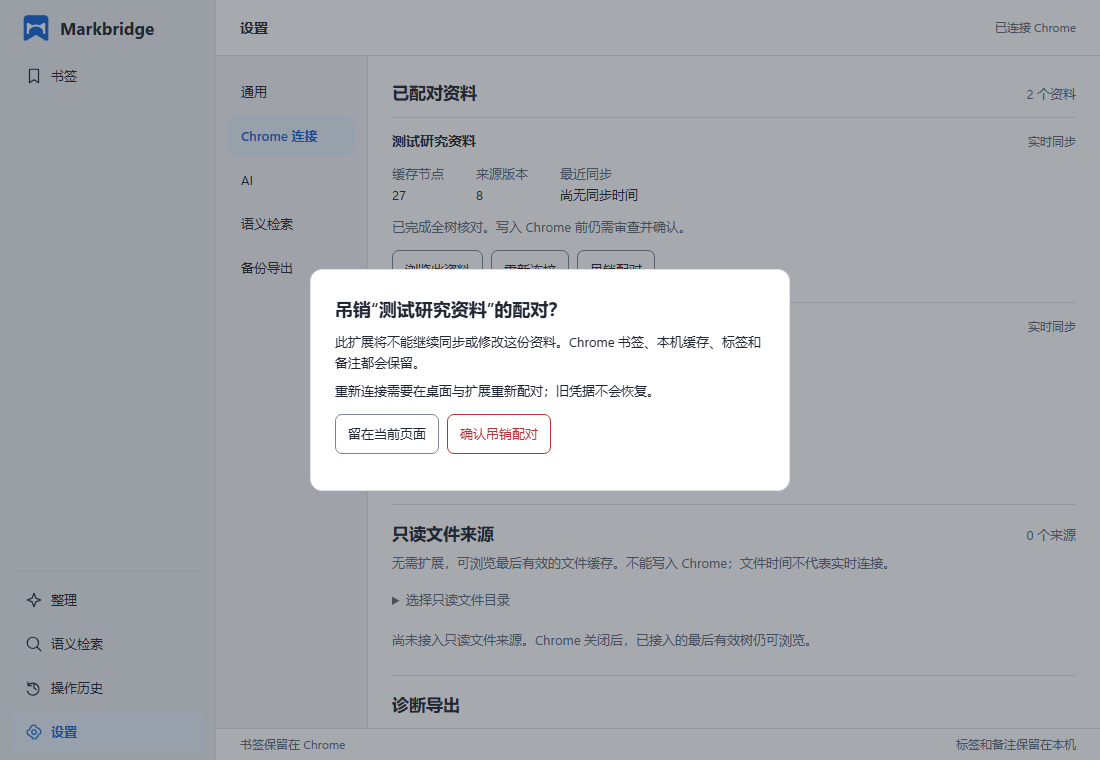 Markbridge
书签
整理
语义检索
操作历史
设置
设置
已连接 Chrome
通用
Chrome 连接
AI
语义检索
备份导出
已配对资料
2 个资料
测试研究资料
实时同步
缓存节点 来源版本 最近同步
27 8 尚无同步时间
已完成全树核对。写入 Chrome 前仍需审查并确认。
浏览此资料 重新连接 吊销配对
实时同步
吊销“测试研究资料”的配对？
此扩展将不能继续同步或修改这份资料。Chrome 书签、本机缓存、标签和
备注都会保留。
重新连接需要在桌面与扩展重新配对；旧凭据不会恢复。
留在当前页面 确认吊销配对
只读文件来源
0 个来源
无需扩展，可浏览最后有效的文件缓存。不能写入 Chrome；文件时间不代表实时连接。
选择只读文件目录
尚未接入只读文件来源。Chrome 关闭后，已接入的最后有效树仍可浏览。
诊断导出
书签保留在 Chrome
标签和备注保留在本机